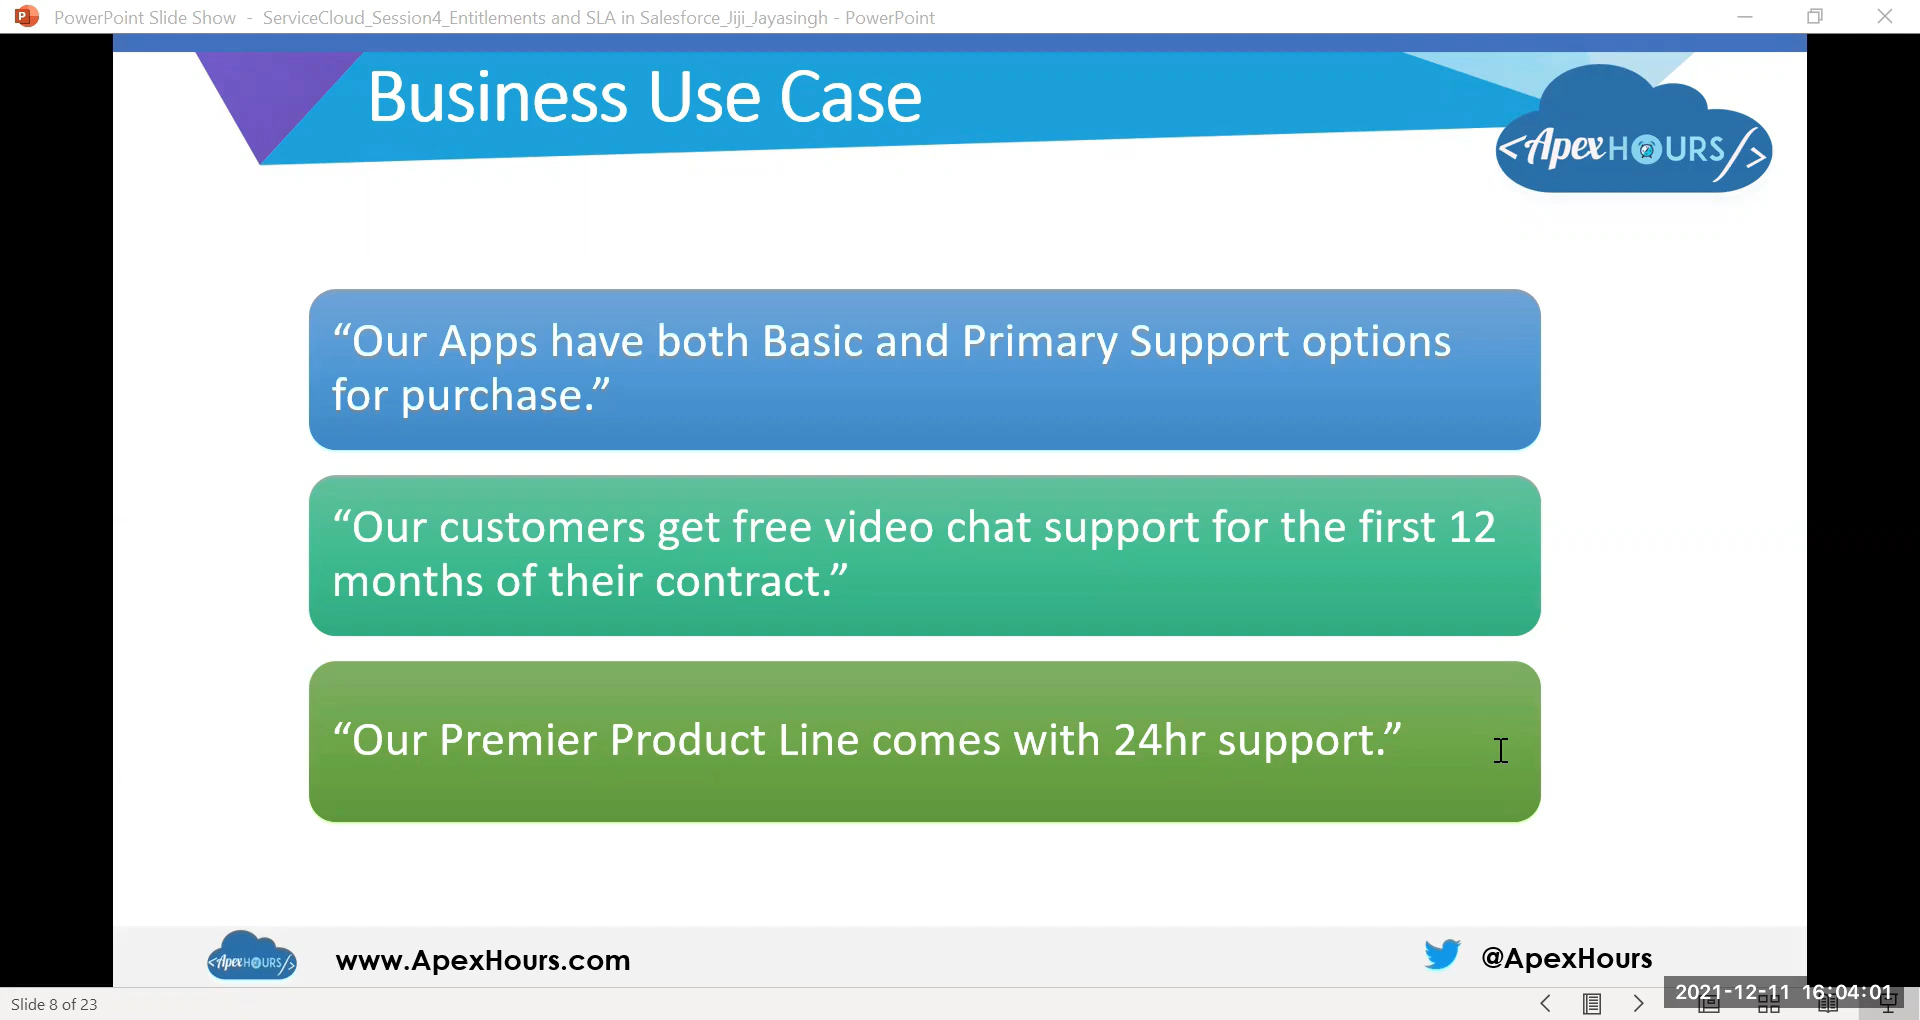 PowerPoint Slide Show - ServiceCloud_Session4_Entitlements and SLA in Salesforce_Jiji_Jayasingh - PowerPoint
Business Use Case
<ApexHOURS/>
“Our Apps have both Basic and Primary Support options
for purchase.”
“Our customers get free video chat support for the first 12
months of their contract.”
“Our Premier Product Line comes with 24hr support.”
<ApexHOURS/>
www.ApexHours.com
@ApexHours
2021-12-11 16:04:01
Slide 8 of 23